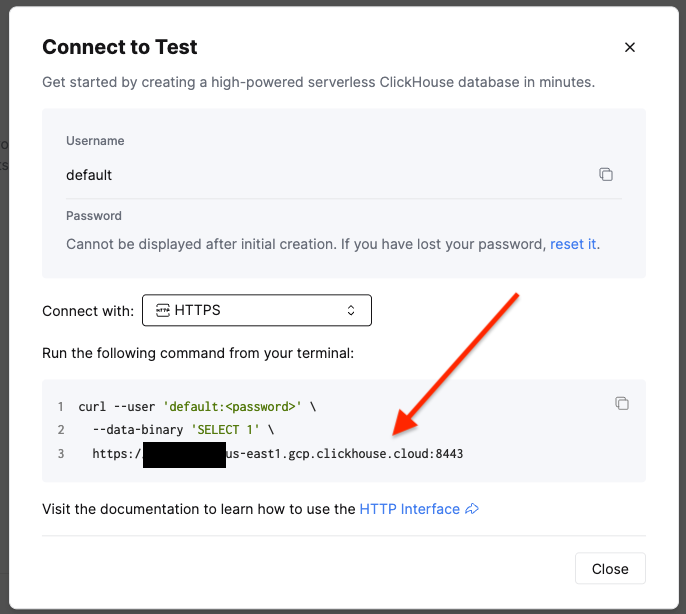 Connect to Test
Get started by creating a high-powered serverless ClickHouse database in minutes.
Username
default
Password
Cannot be displayed after initial creation. If you have lost your password, reset it.
Connect with: HTTP HTTPS
Run the following command from your terminal:
1 curl --user 'default:<password>' \
2 --data-binary 'SELECT 1' \
3 https:/ us-east1.gcp.clickhouse.cloud:8443
Visit the documentation to learn how to use the HTTP Interface
Close